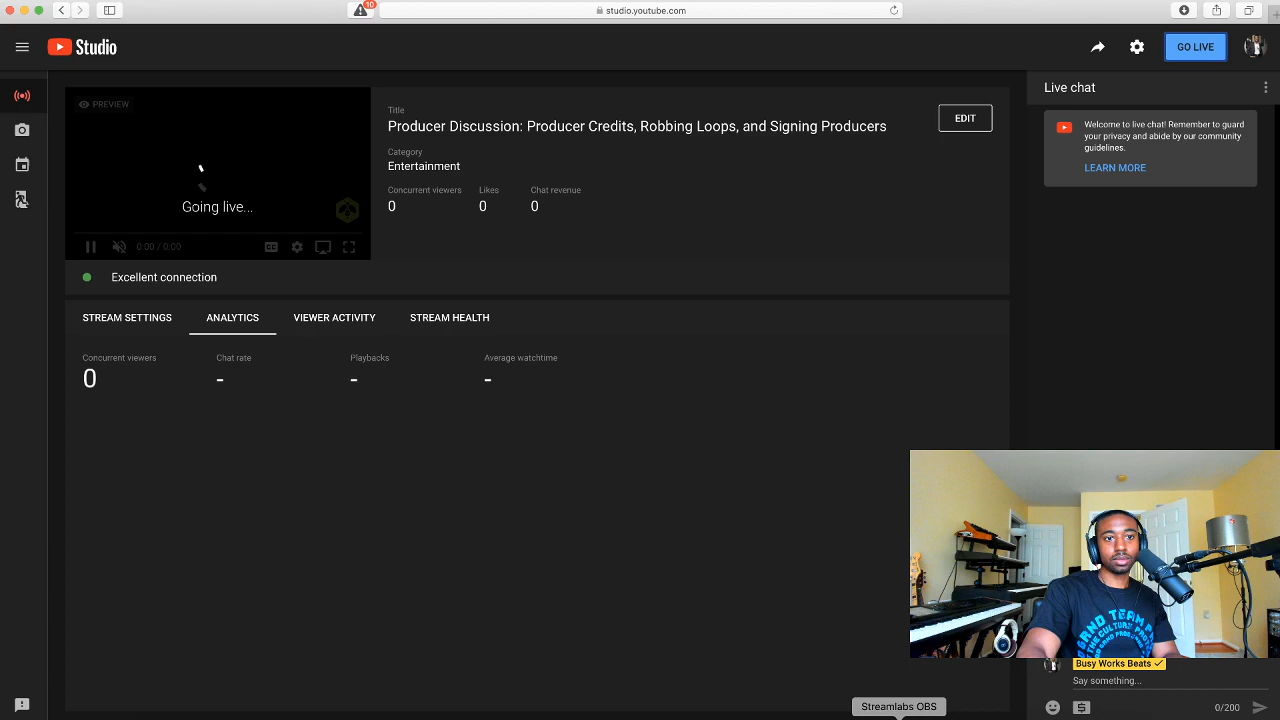 10
studio.youtube.com
Studio
GO LIVE
PREVIEW
Going live...
0:00 / 0:00
CC
Title
Producer Discussion: Producer Credits, Robbing Loops, and Signing Producers
EDIT
Category
Entertainment
Concurrent viewers
Likes
Chat revenue
0
0
0
Excellent connection
STREAM SETTINGS
ANALYTICS
VIEWER ACTIVITY
STREAM HEALTH
Concurrent viewers
Chat rate
Playbacks
Average watchtime
0
-
-
-
Live chat
Welcome to live chat! Remember to guard
your privacy and abide by our community
guidelines.
LEARN MORE
GRAND TEAM
Busy Works Beats
Say something...
0/200
Streamlabs OBS